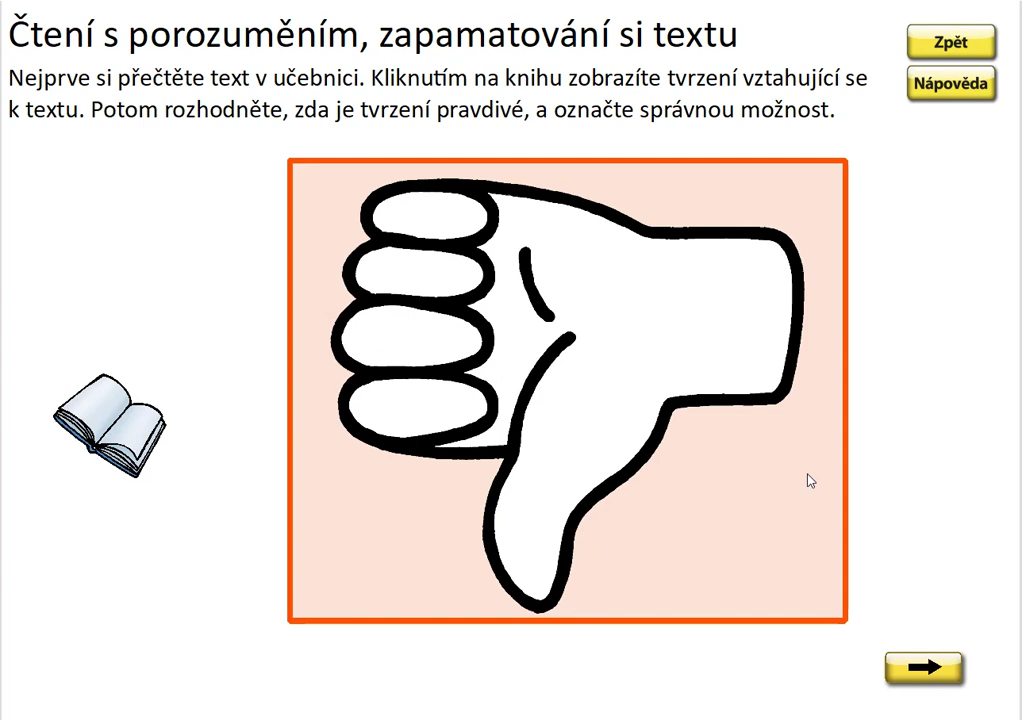 Čtení s porozuměním, zapamatování si textu
Zpět
Nejprve si přečtěte text v učebnici. Kliknutím na knihu zobrazíte tvrzení vztahující se
Nápověda
k textu. Potom rozhodněte, zda je tvrzení pravdivé, a označte správnou možnost.